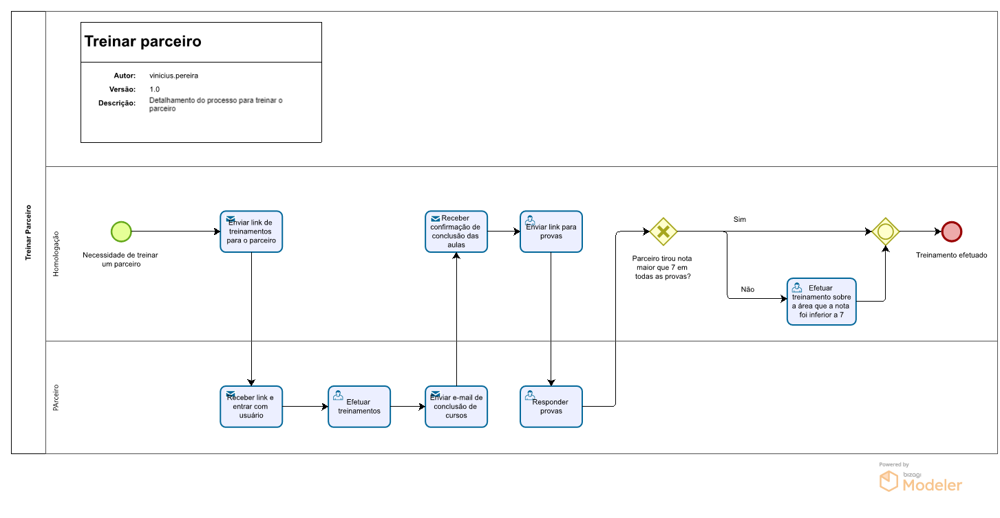 Treinar parceiro
Autor: vinicius.pereira
Versão: 1.0
Descrição: Detalhamento do processo para treinar o
parceiro
Treinar Parceiro
Homologação
Necessidade de treinar
um parceiro
Enviar link de
treinamentos
para o parceiro
Receber
confirmação de
conclusão das
aulas
Enviar link para
provas
Parceiro tirou nota
maior que 7 em
todas as provas?
Sim
Não
Efetuar
treinamento sobre
a área que a nota
foi inferior a 7
Treinamento efetuado
PArceiro
Receber link e
entrar com
usuário
Efetuar
treinamentos
Enviar e-mail de
conclusão de
cursos
Responder
provas
Powered by
bizagi
Modeler